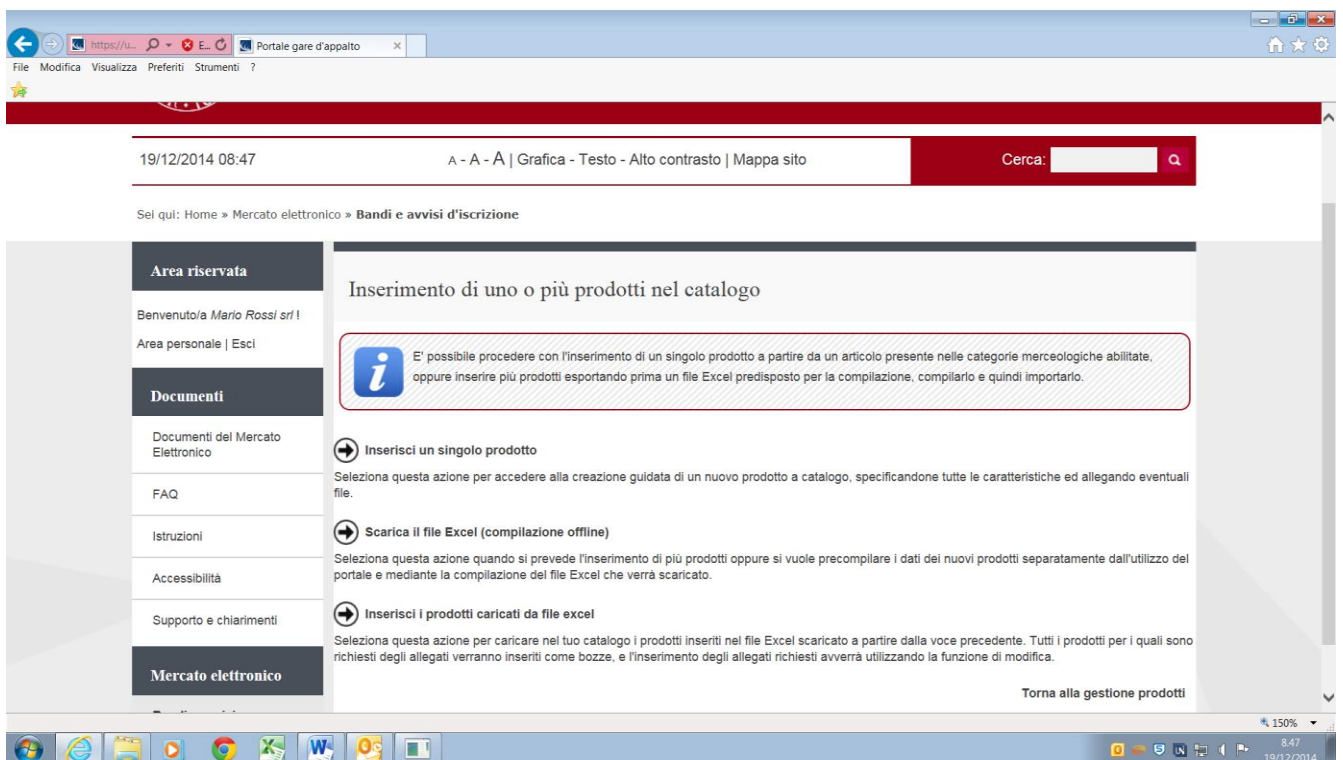 https://u...
E...
Portale gare d'appalto
File Modifica Visualizza Preferiti Strumenti ?
19/12/2014 08:47
A - A - A | Grafica - Testo - Alto contrasto | Mappa sito
Cerca:
Sei qui: Home » Mercato elettronico » Bandi e avvisi d'iscrizione
Area riservata
Benvenuto/a Mario Rossi srl !
Area personale | Esci
Documenti
Documenti del Mercato
Elettronico
FAQ
Istruzioni
Accessibilità
Supporto e chiarimenti
Mercato elettronico
Inserimento di uno o più prodotti nel catalogo
E' possibile procedere con l'inserimento di un singolo prodotto a partire da un articolo presente nelle categorie merceologiche abilitate,
oppure inserire più prodotti esportando prima un file Excel predisposto per la compilazione, compilarlo e quindi importarlo.
Inserisci un singolo prodotto
Seleziona questa azione per accedere alla creazione guidata di un nuovo prodotto a catalogo, specificandone tutte le caratteristiche ed allegando eventuali
file.
Scarica il file Excel (compilazione offline)
Seleziona questa azione quando si prevede l'inserimento di più prodotti oppure si vuole precompilare i dati dei nuovi prodotti separatamente dall'utilizzo del
portale e mediante la compilazione del file Excel che verrà scaricato.
Inserisci i prodotti caricati da file excel
Seleziona questa azione per caricare nel tuo catalogo i prodotti inseriti nel file Excel scaricato a partire dalla voce precedente. Tutti i prodotti per i quali sono
richiesti degli allegati verranno inseriti come bozze, e l'inserimento degli allegati richiesti avverrà utilizzando la funzione di modifica.
Torna alla gestione prodotti
150%
8.47
19/12/2014